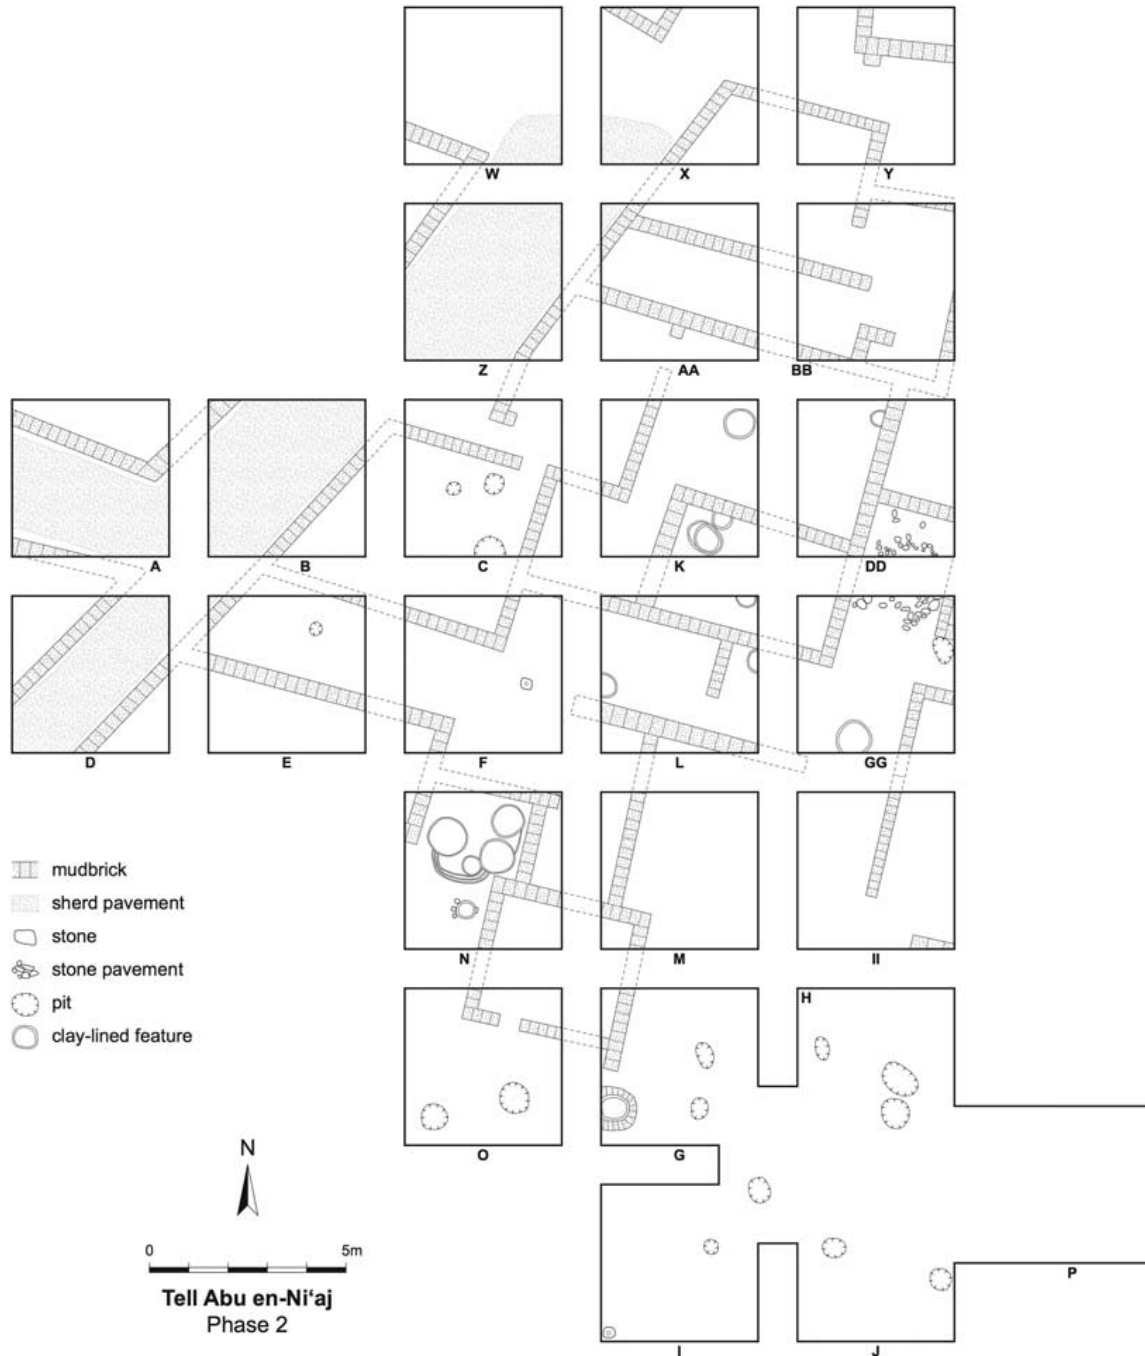 W X Y
Z AA BB
A B C K DD
D E F L GG
mudbrick
sherd pavement
stone
stone pavement
pit
clay-lined feature
N M II
H
O G
N
0 5m
Tell Abu en-Ni‘aj
Phase 2
P
I J